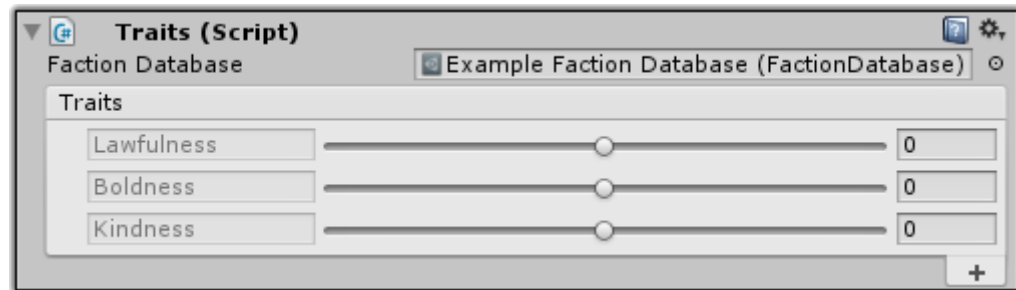 Traits (Script)
Faction Database Example Faction Database (FactionDatabase)
Traits
Lawfulness 0
Boldness 0
Kindness 0
+